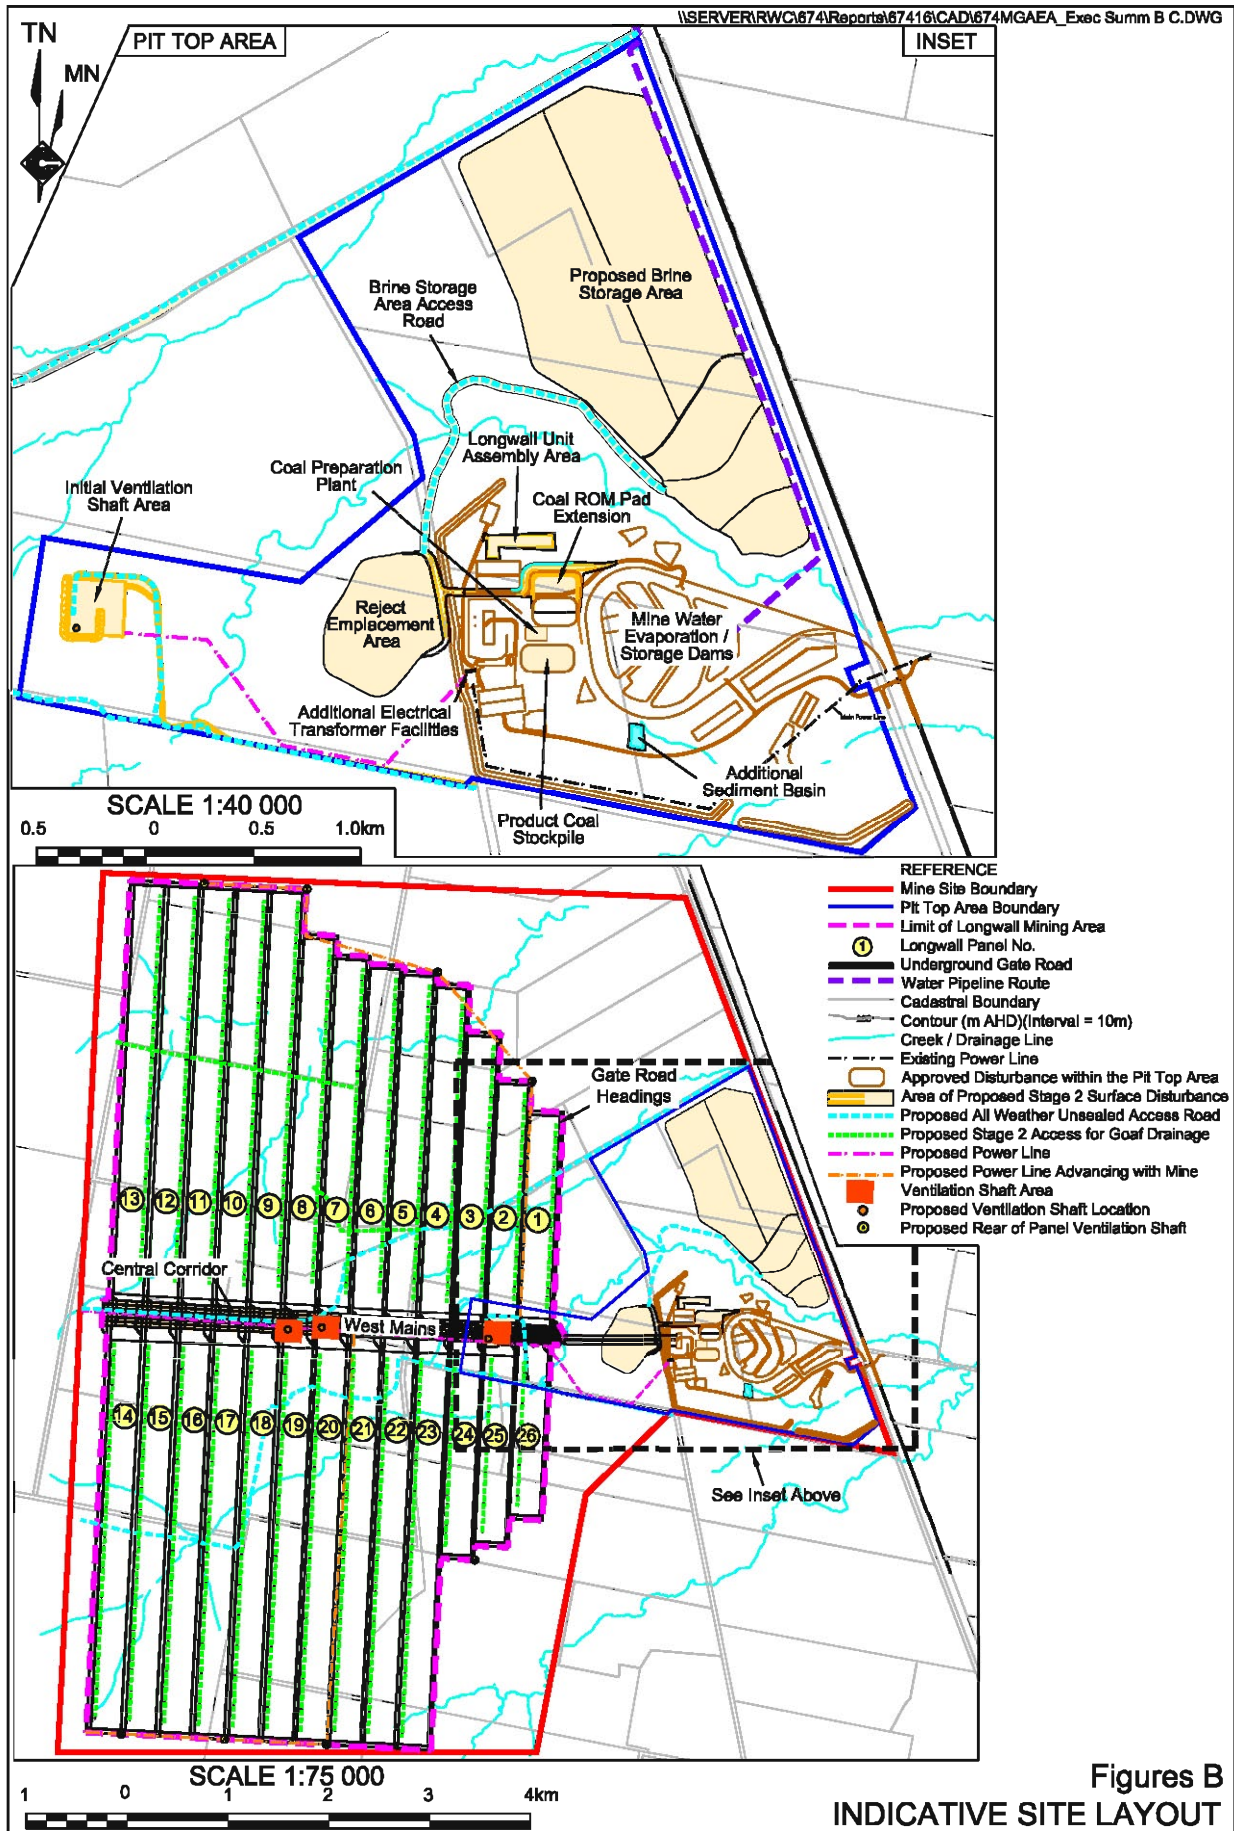 \\SERVER\RWC\674\Reports\67416\CAD\674MGAEA_Exec Summ B C.DWG
TN
MN
PIT TOP AREA
INSET
Proposed Brine
Storage Area
Brine Storage
Area Access
Road
Longwall Unit
Assembly Area
Coal Preparation
Plant
Coal ROM Pad
Extension
Initial Ventilation
Shaft Area
Reject
Emplacement
Area
Mine Water
Evaporation /
Storage Dams
Additional Electrical
Transformer Facilities
Main Power Line
Additional
Sediment Basin
Product Coal
Stockpile
SCALE 1:40 000
0.5 0 0.5 1.0km
REFERENCE
Mine Site Boundary
Pit Top Area Boundary
Limit of Longwall Mining Area
1 Longwall Panel No.
Underground Gate Road
Water Pipeline Route
Cadastral Boundary
Contour (m AHD)(Interval = 10m)
Creek / Drainage Line
Existing Power Line
Approved Disturbance within the Pit Top Area
Area of Proposed Stage 2 Surface Disturbance
Proposed All Weather Unsealed Access Road
Proposed Stage 2 Access for Goaf Drainage
Proposed Power Line
Proposed Power Line Advancing with Mine
Ventilation Shaft Area
Proposed Ventilation Shaft Location
Proposed Rear of Panel Ventilation Shaft
Gate Road
Headings
13 12 11 10 9 8 7 6 5 4 3 2 1
Central Corridor
West Mains
14 15 16 17 18 19 20 21 22 23 24 25 26
See Inset Above
SCALE 1:75 000
1 0 1 2 3 4km
Figures B
INDICATIVE SITE LAYOUT